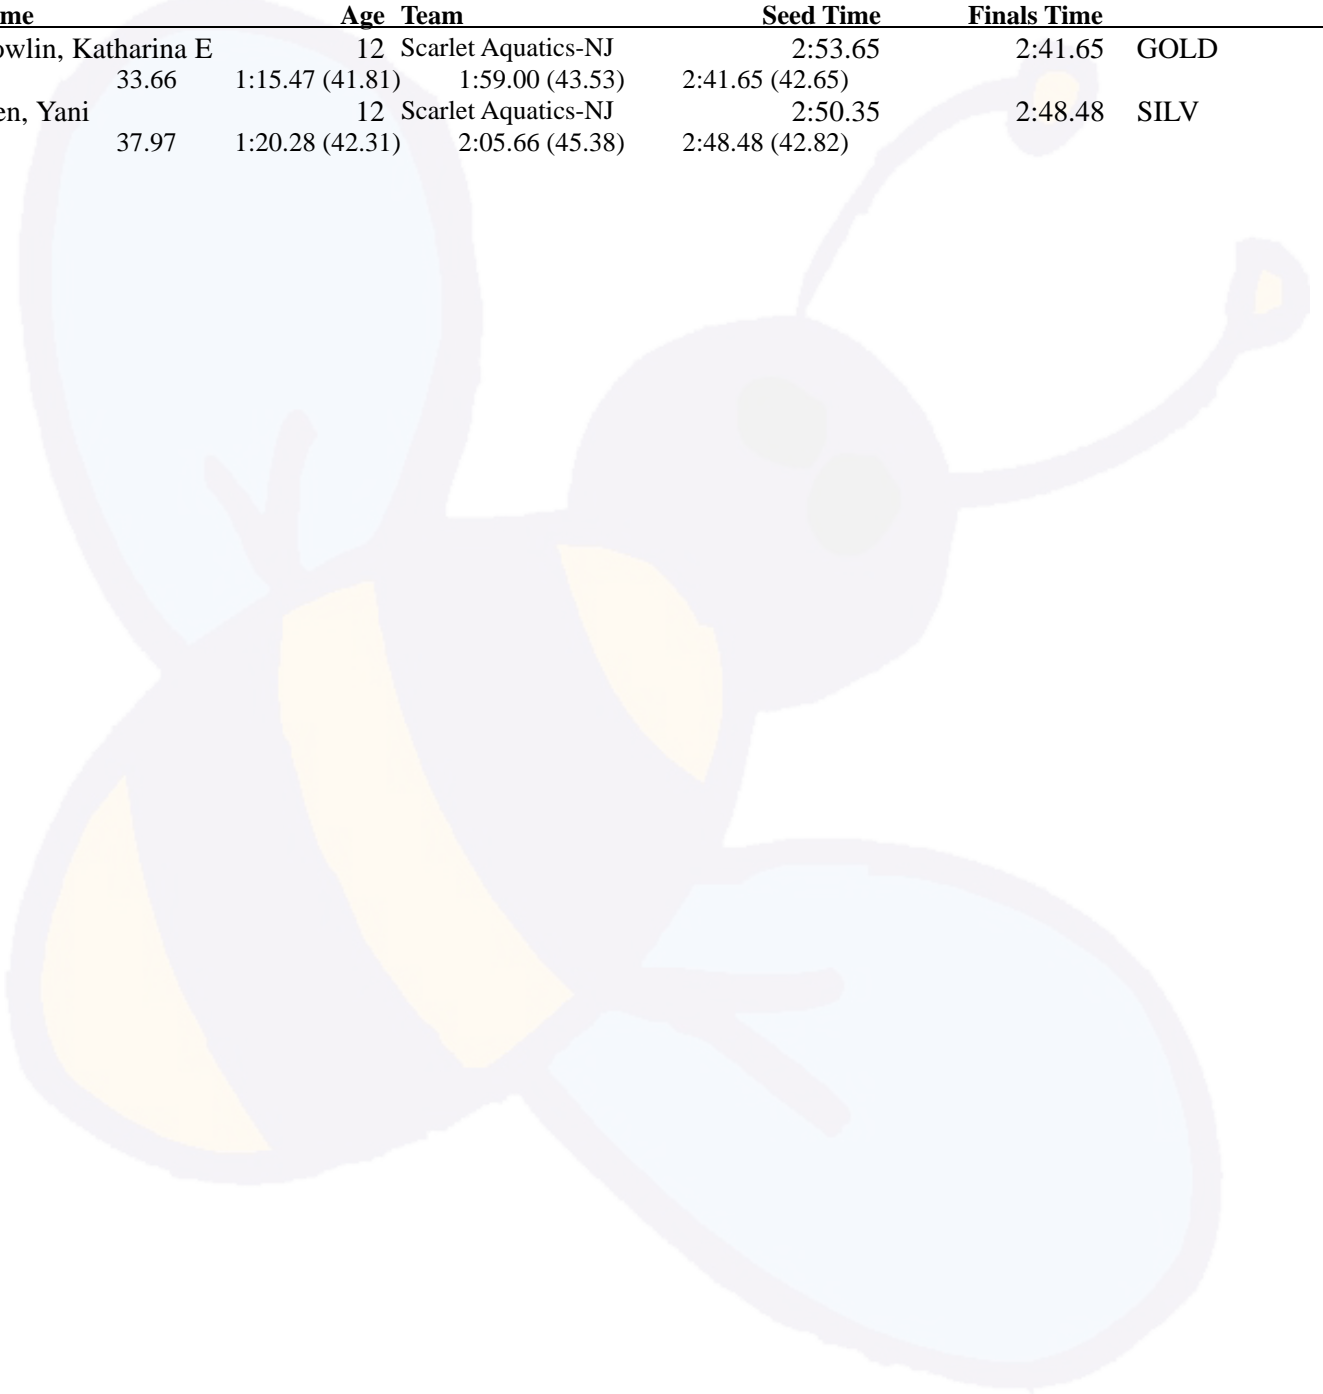 me Age Team Seed Time Finals Time
owlin, Katharina E 12 Scarlet Aquatics-NJ 2:53.65 2:41.65 GOLD
33.66 1:15.47 (41.81) 1:59.00 (43.53) 2:41.65 (42.65)
en, Yani 12 Scarlet Aquatics-NJ 2:50.35 2:48.48 SILV
37.97 1:20.28 (42.31) 2:05.66 (45.38) 2:48.48 (42.82)